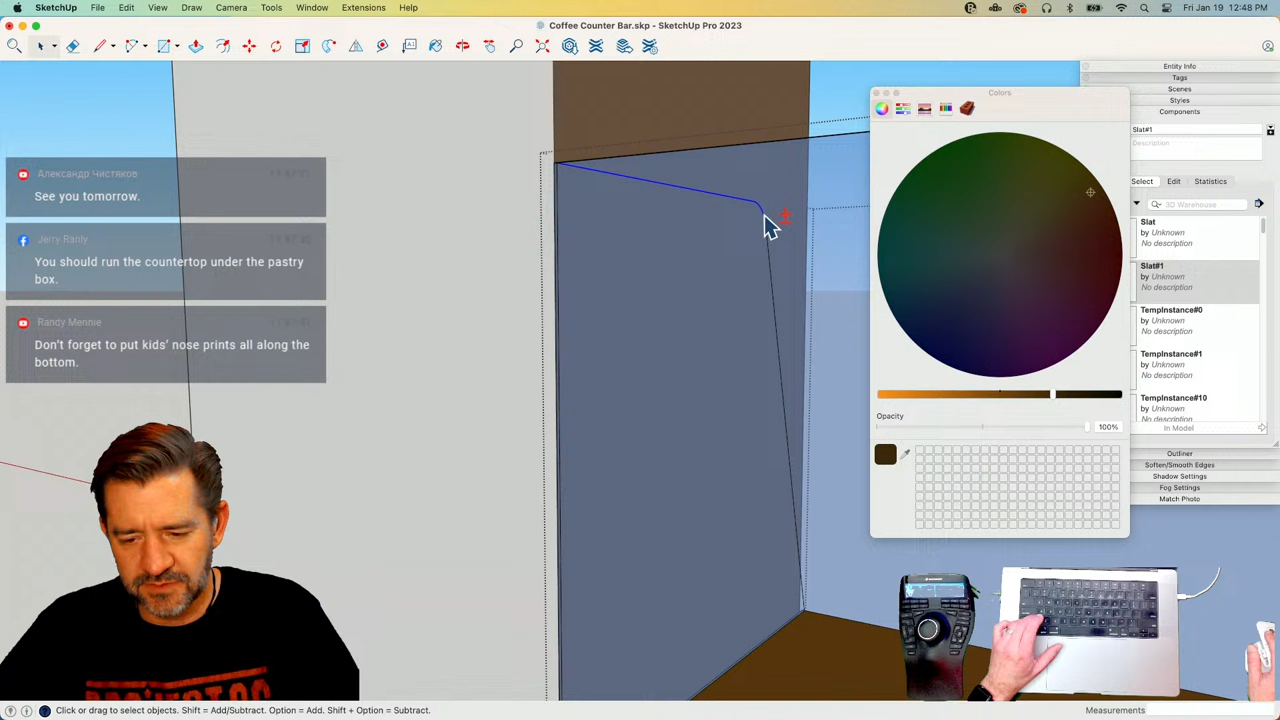 SketchUp File Edit View Draw Camera Tools Window Extensions Help
Fri Jan 19 12:48 PM
Coffee Counter Bar.skp - SketchUp Pro 2023
Entity Info
Tags
Scenes
Styles
Components
Colors
Slat#1
Description
Select Edit Statistics
3D Warehouse
Slat
by Unknown
No description
Slat#1
by Unknown
No description
TempInstance#0
by Unknown
No description
TempInstance#1
by Unknown
No description
TempInstance#10
by Unknown
No description
In Model
Outliner
Soften/Smooth Edges
Shadow Settings
Fog Settings
Match Photo
Opacity
100%
Александр Чистяков
See you tomorrow.
Jerry Ranly
You should run the countertop under the pastry
box.
Randy Mennie
Don't forget to put kids' nose prints all along the
bottom.
Click or drag to select objects. Shift = Add/Subtract. Option = Add. Shift + Option = Subtract.
Measurements